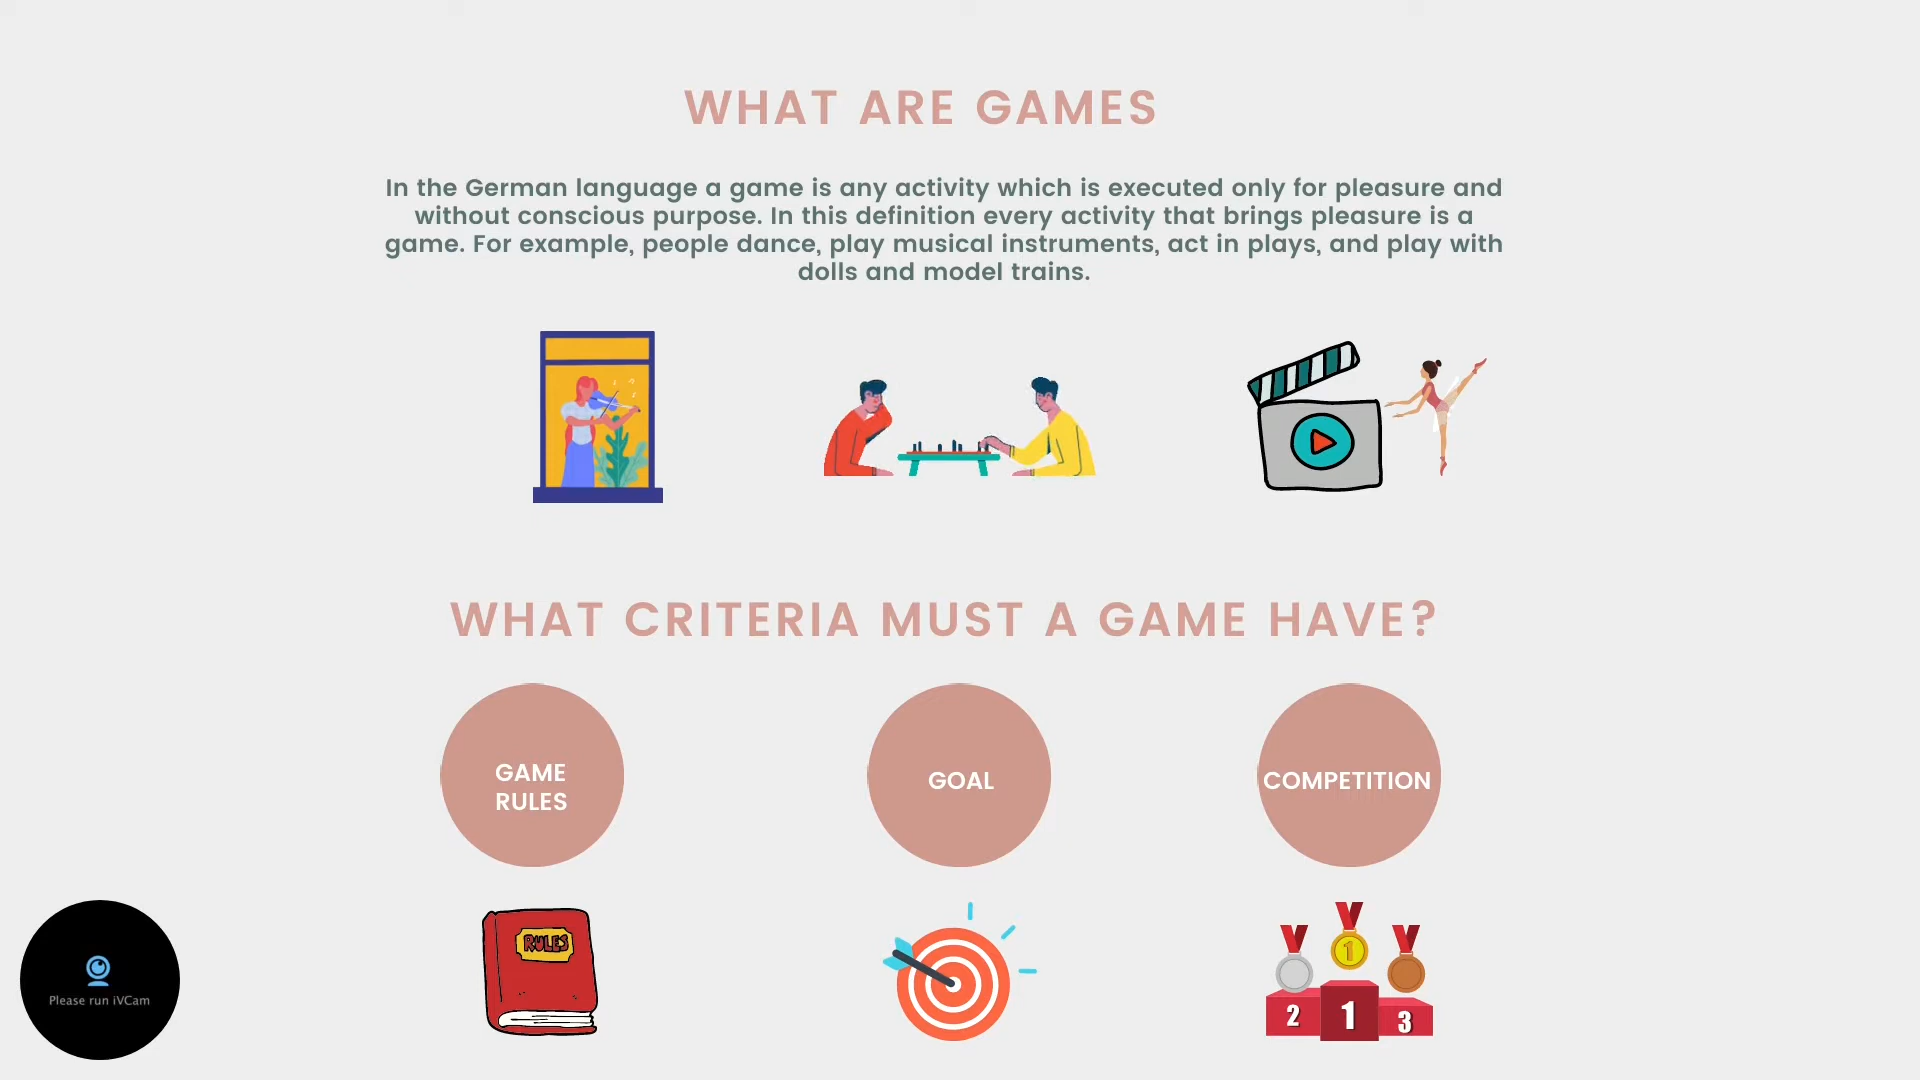 WHAT ARE GAMES
In the German language a game is any activity which is executed only for pleasure and
without conscious purpose. In this definition every activity that brings pleasure is a
game. For example, people dance, play musical instruments, act in plays, and play with
dolls and model trains.
WHAT CRITERIA MUST A GAME HAVE?
GAME
RULES
GOAL
COMPETITION
RULES
1
2
1
3
Please run iVCam